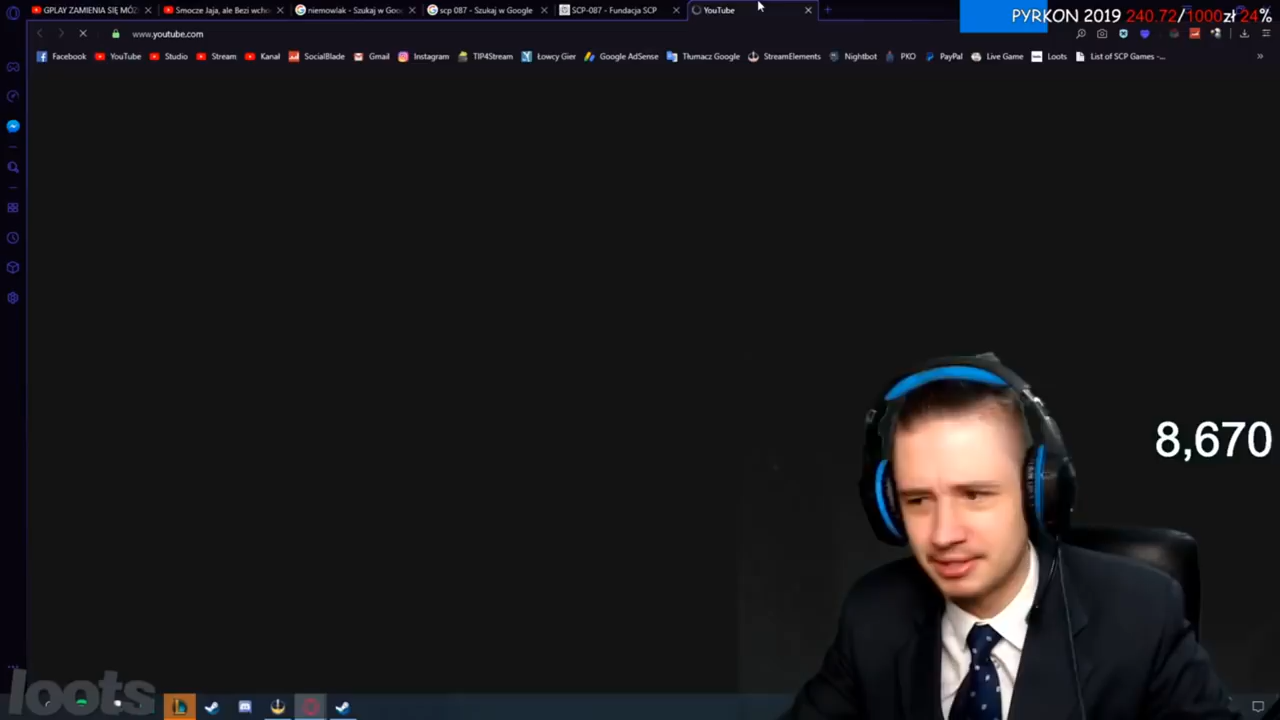 GPLAY ZAMIENIA SIĘ MÓZ
Smocze Jaja, ale Bezi wcho
niemowlak - Szukaj w Goo
scp 087 - Szukaj w Google
SCP-087 - Fundacja SCP
YouTube
PYRKON 2019 240.72/1000zł 24%
www.youtube.com
Facebook
YouTube
Studio
Stream
Kanal
SocialBlade
Gmail
Instagram
TIP4Stream
Łowcy Gier
Google AdSense
Tłumacz Google
StreamElements
Nightbot
PKO
PayPal
Live Game
Loots
List of SCP Games -...
8,670
loots